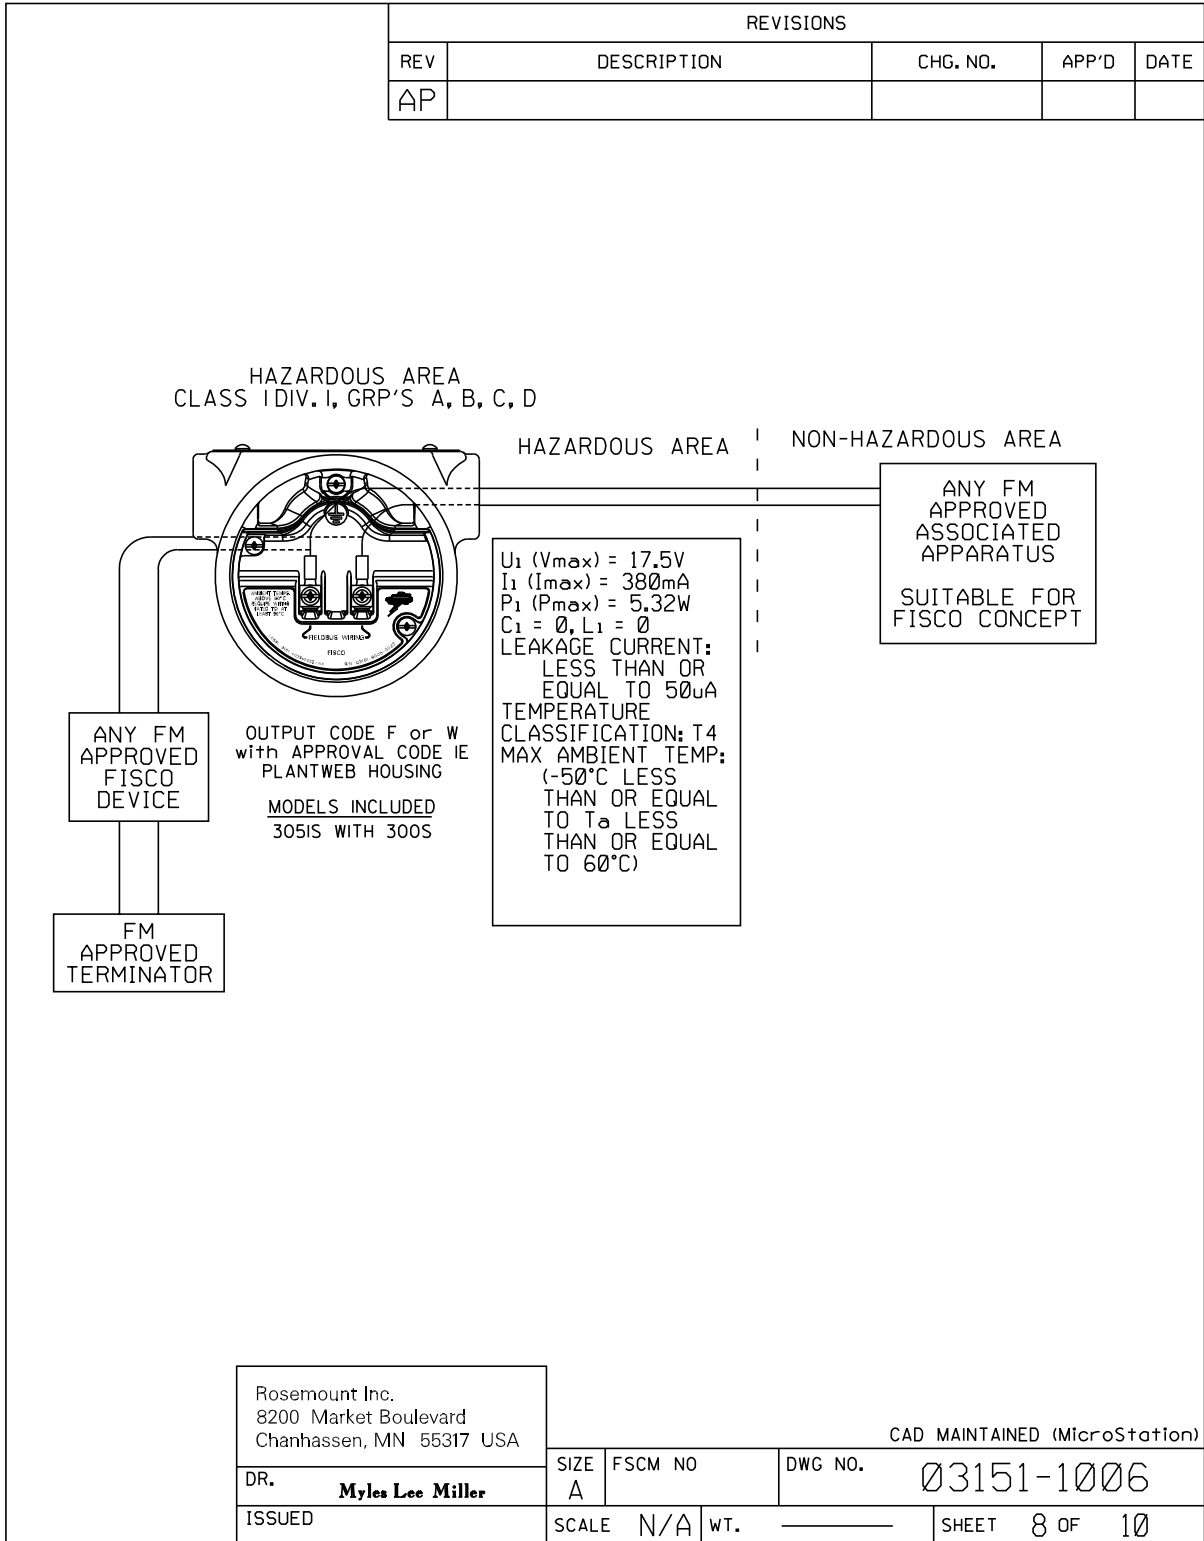 REVISIONS
REV DESCRIPTION CHG. NO. APP'D DATE
AP
HAZARDOUS AREA
CLASS I DIV. I, GRP'S A, B, C, D
HAZARDOUS AREA
NON-HAZARDOUS AREA
ANY FM
APPROVED
ASSOCIATED
APPARATUS
SUITABLE FOR
FISCO CONCEPT
U1 (Vmax) = 17.5V
I1 (Imax) = 380mA
P1 (Pmax) = 5.32W
C1 = 0, L1 = 0
LEAKAGE CURRENT:
LESS THAN OR
EQUAL TO 50uA
TEMPERATURE
CLASSIFICATION: T4
MAX AMBIENT TEMP:
(-50°C LESS
THAN OR EQUAL
TO Ta LESS
THAN OR EQUAL
TO 60°C)
FIELDBUS WIRING
FISCO
OUTPUT CODE F or W
with APPROVAL CODE IE
PLANTWEB HOUSING
MODELS INCLUDED
3051S WITH 300S
ANY FM
APPROVED
FISCO
DEVICE
FM
APPROVED
TERMINATOR
Rosemount Inc.
8200 Market Boulevard
Chanhassen, MN 55317 USA
CAD MAINTAINED (MicroStation)
DR. Myles Lee Miller
SIZE A
FSCM NO
DWG NO. 03151-1006
ISSUED
SCALE N/A WT. SHEET 8 OF 10